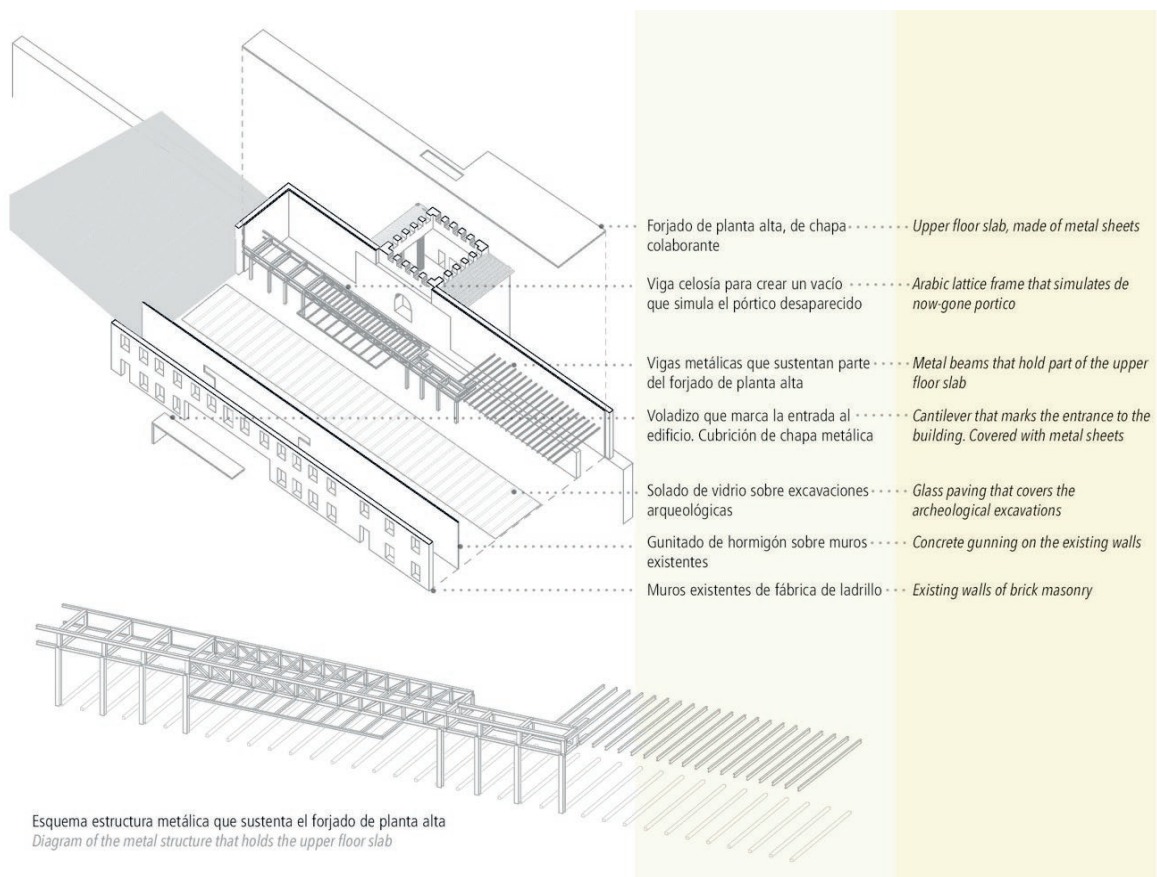 Forjado de planta alta, de chapa
colaborante
Upper floor slab, made of metal sheets
Viga celosía para crear un vacío
que simula el pórtico desaparecido
Arabic lattice frame that simulates de
now-gone portico
Vigas metálicas que sustentan parte
del forjado de planta alta
Metal beams that hold part of the upper
floor slab
Voladizo que marca la entrada al
edificio. Cubrición de chapa metálica
Cantilever that marks the entrance to the
building. Covered with metal sheets
Solado de vidrio sobre excavaciones
arqueológicas
Glass paving that covers the
archeological excavations
Gunitado de hormigón sobre muros
existentes
Concrete gunning on the existing walls
Muros existentes de fábrica de ladrillo
Existing walls of brick masonry
Esquema estructura metálica que sustenta el forjado de planta alta
Diagram of the metal structure that holds the upper floor slab